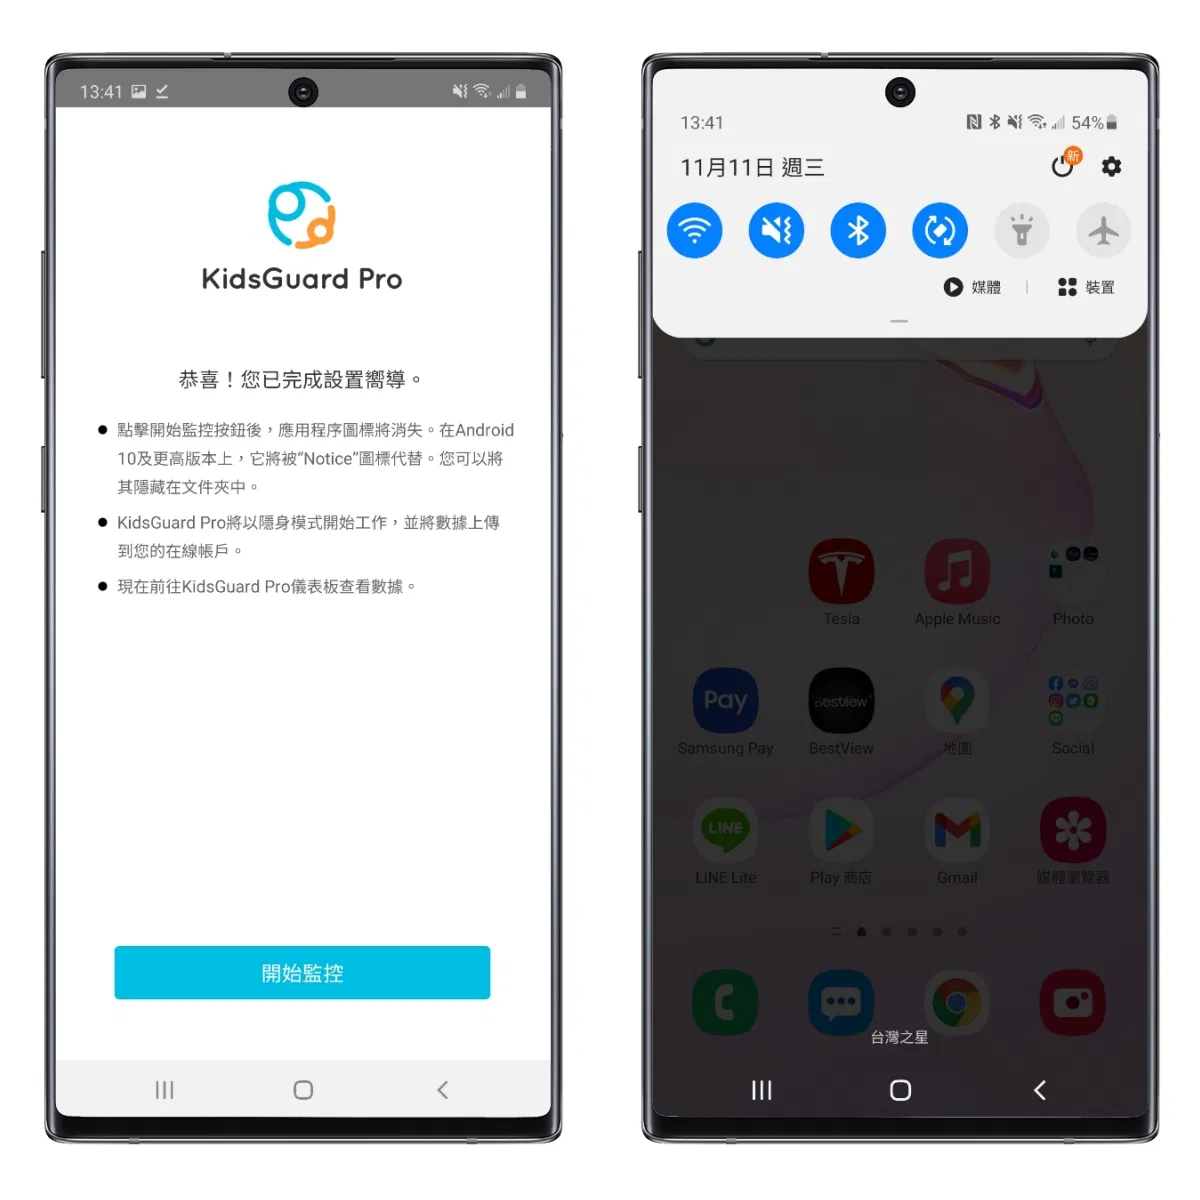 13:41
KidsGuard Pro
恭喜！您已完成設置嚮導。
點擊開始監控按鈕後，應用程序圖標將消失。在Android
10及更高版本上，它將被“Notice”圖標代替。您可以將
其隱藏在文件夾中。
KidsGuard Pro將以隱身模式開始工作，並將數據上傳
到您的在線帳戶。
現在前往KidsGuard Pro儀表板查看數據。
開始監控
13:41
54%
11月11日 週三
新
媒體
裝置
Tesla
Apple Music
Photo
Pay
BestView
Samsung Pay
BestView
地圖
Social
LINE
LINE Lite
Play 商店
Gmail
媒體瀏覽器
台灣之星